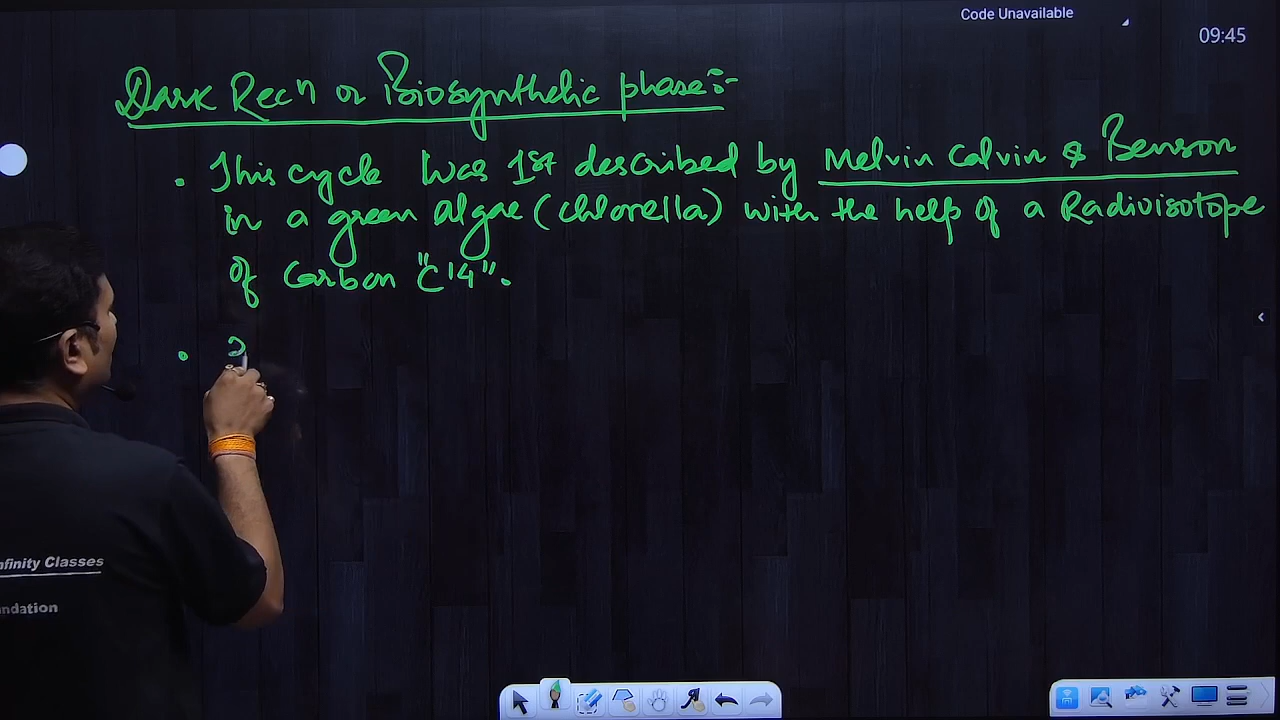 Code Unavailable
09:45
Dark Recn or Biosynthetic phase:-
. This cycle was 1st described by Melvin Calvin & Benson
in a green algae (chlorella) with the help of a Radioisotope
of Carbon "C14".
.
nfinity Classes
ndation